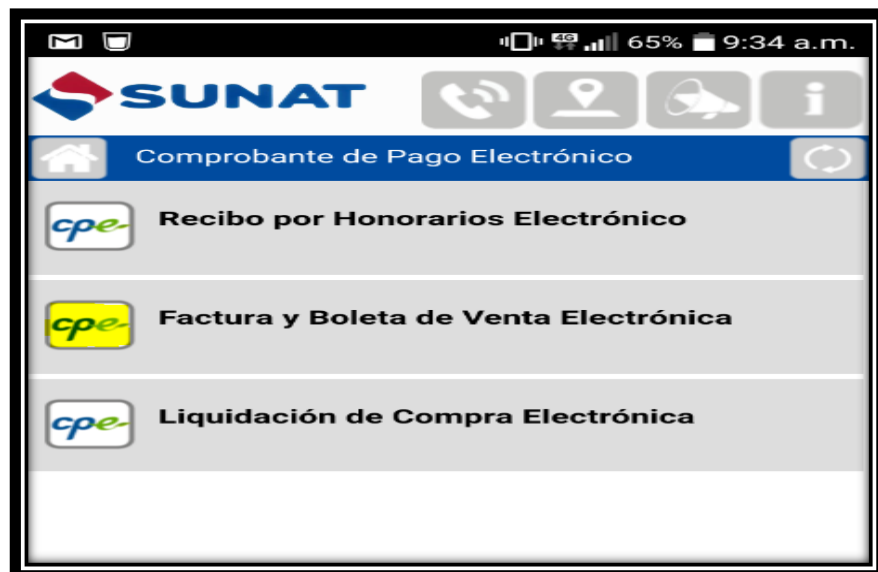 4G 65% 9:34 a.m.
SUNAT
i
Comprobante de Pago Electrónico
cpe Recibo por Honorarios Electrónico
cpe Factura y Boleta de Venta Electrónica
cpe Liquidación de Compra Electrónica